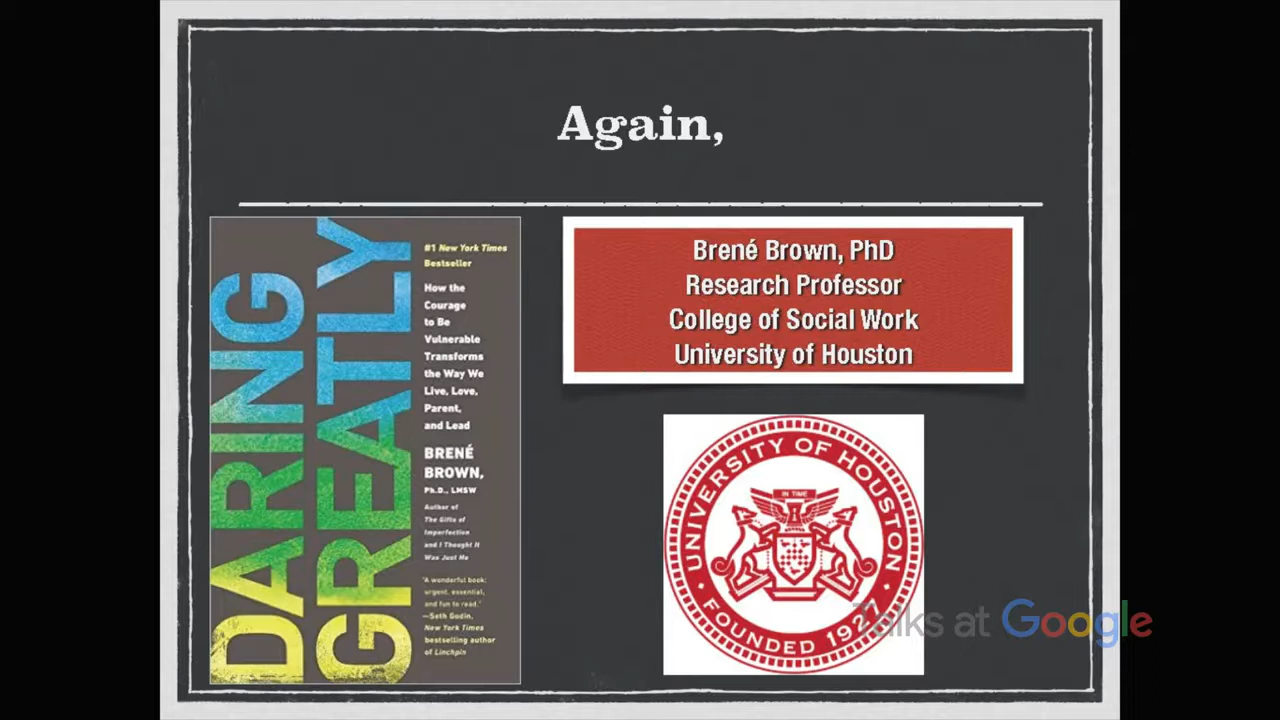 Again,
DARING
GREATLY
#1 New York Times
Bestseller
How the
Courage
to Be
Vulnerable
Transforms
the Way We
Live, Love,
Parent,
and Lead
BRENÉ
BROWN,
Ph.D., LMSW
Author of
The Gifts of
Imperfection
and I Thought It
Was Just Me
"A wonderful book:
urgent, essential,
and fun to read."
—Seth Godin,
New York Times
bestselling author
of Linchpin
Brené Brown, PhD
Research Professor
College of Social Work
University of Houston
UNIVERSITY OF HOUSTON
IN TIME
FOUNDED 1927
Talks at Google